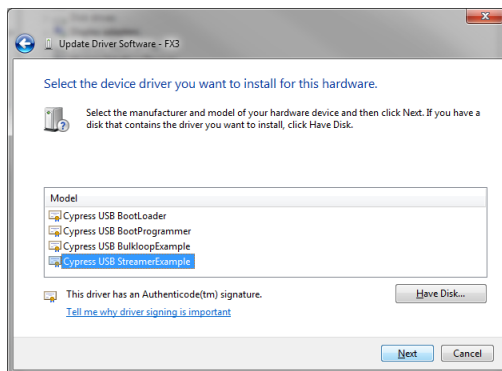 Update Driver Software - FX3
Select the device driver you want to install for this hardware.
Select the manufacturer and model of your hardware device and then click Next. If you have a
disk that contains the driver you want to install, click Have Disk.
Model
Cypress USB BootLoader
Cypress USB BootProgrammer
Cypress USB BulkloopExample
Cypress USB StreamerExample
This driver has an Authenticode(tm) signature.
Have Disk...
Tell me why driver signing is important
Next
Cancel